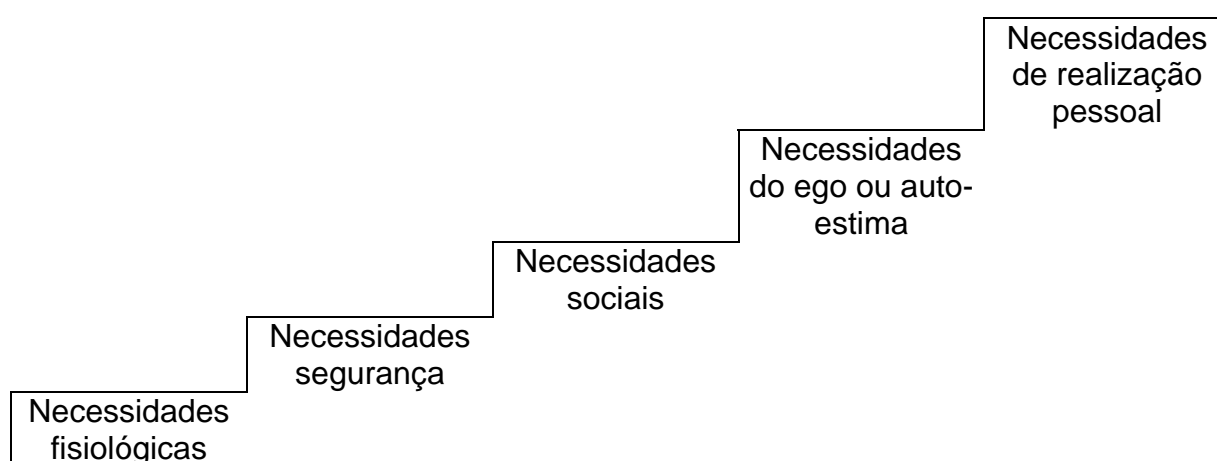 Necessidades
de realização
pessoal
Necessidades
do ego ou auto-
estima
Necessidades
sociais
Necessidades
segurança
Necessidades
fisiológicas